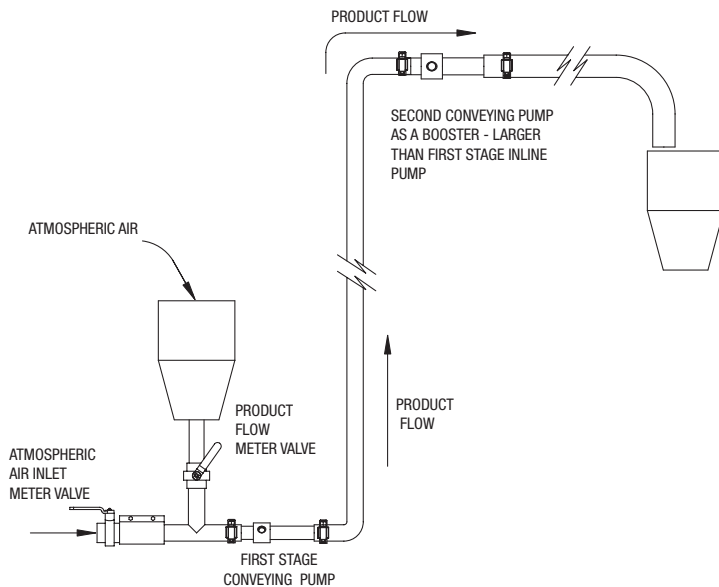 PRODUCT FLOW
SECOND CONVEYING PUMP
AS A BOOSTER - LARGER
THAN FIRST STAGE INLINE
PUMP
ATMOSPHERIC AIR
PRODUCT
FLOW
METER VALVE
PRODUCT
FLOW
ATMOSPHERIC
AIR INLET
METER VALVE
FIRST STAGE
CONVEYING PUMP